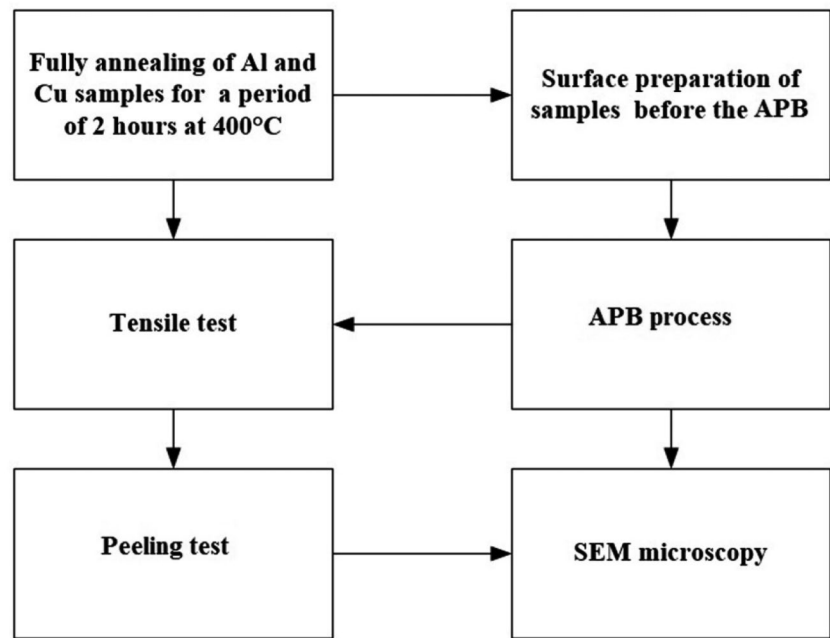 Fully annealing of Al and
Cu samples for a period
of 2 hours at 400°C
Surface preparation of
samples before the APB
Tensile test
APB process
Peeling test
SEM microscopy